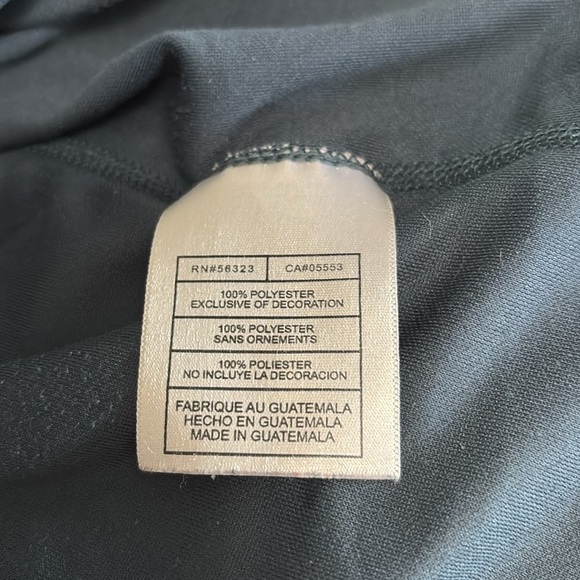 RN#56323 CA#05553
100% POLYESTER
EXCLUSIVE OF DECORATION
100% POLYESTER
SANS ORNEMENTS
100% POLIESTER
NO INCLUYE LA DECORACION
FABRIQUE AU GUATEMALA
HECHO EN GUATEMALA
MADE IN GUATEMALA